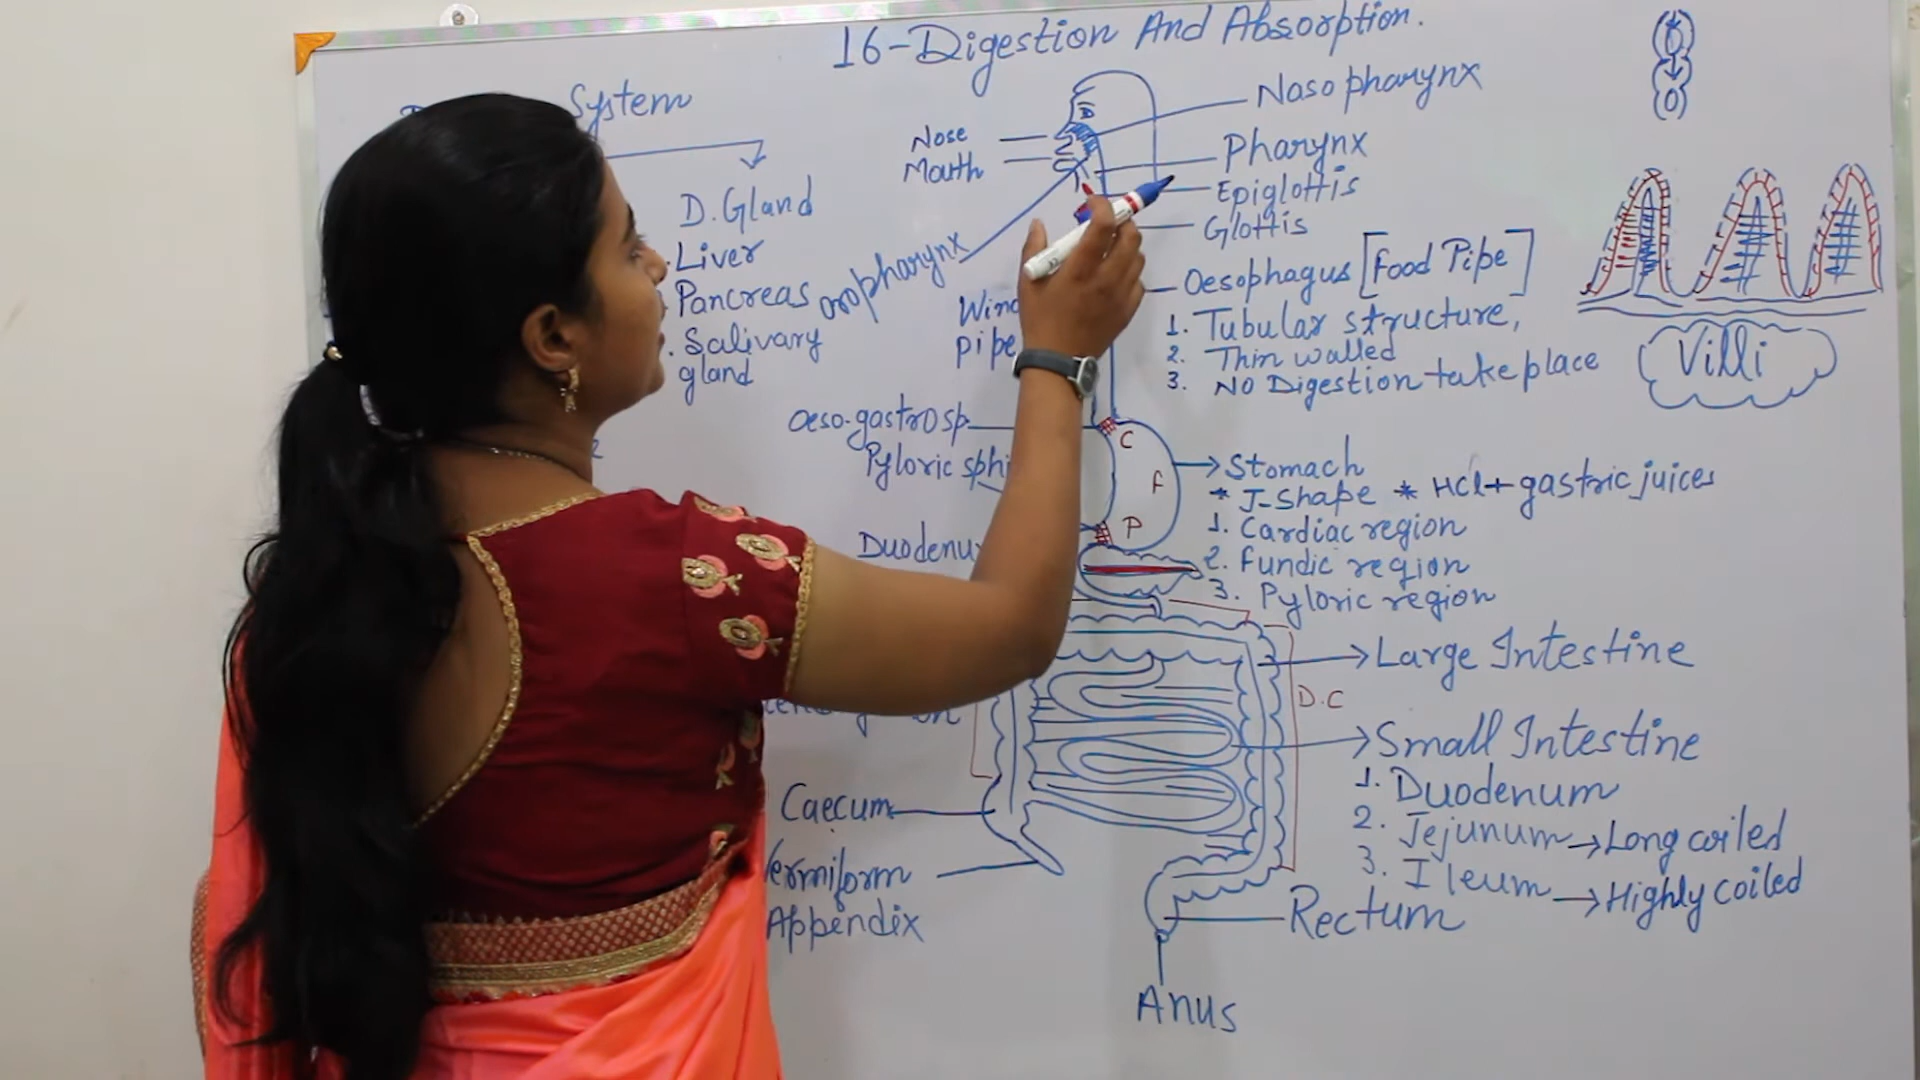 16-Digestion And Absorption.
System
D. Gland
. Liver
. Pancreas
. Salivary
gland
Nose
Mouth
Nasopharynx
Pharynx
Epiglottis
Glottis
oropharynx
Wind
pipe
Oesophagus [Food Pipe]
1. Tubular structure,
2. Thin walled
3. No Digestion take place
Villi
Oeso-gastro sp
Pyloric sphi
C
f
P
Stomach
* J-Shape * HCl + gastric juices
1. Cardiac region
2. Fundic region
3. Pyloric region
Duodenu
Large Intestine
D.C
Small Intestine
1. Duodenum
2. Jejunum → Long coiled
3. Ileum → Highly coiled
Caecum
Vermiform
Appendix
Rectum
Anus